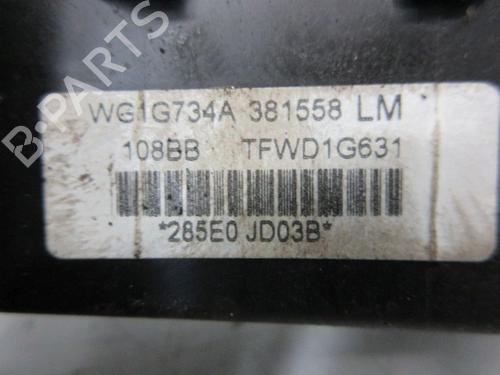 B-PARTS
WG1G734A 381558 LM
108BB TFWD1G631
*285E0 JD03B*